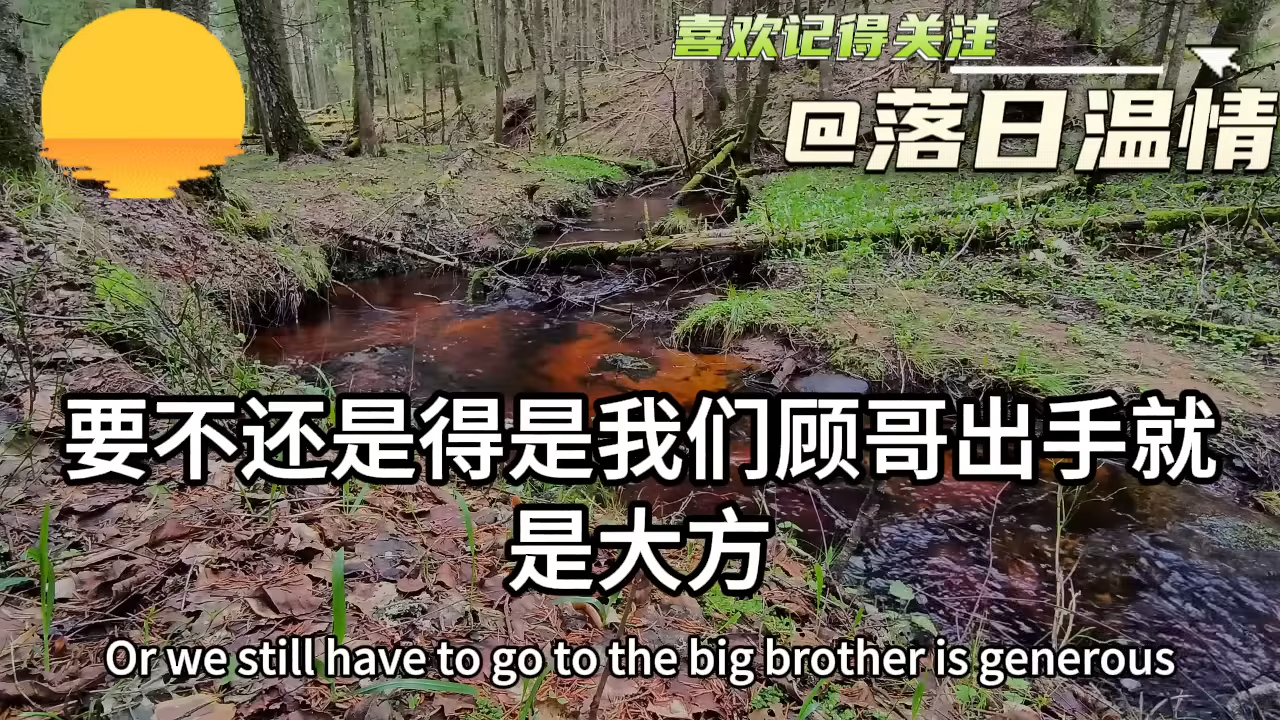 喜欢记得关注
@落日温情
要不还是得是我们顾哥出手就
是大方
Or we still have to go to the big brother is generous